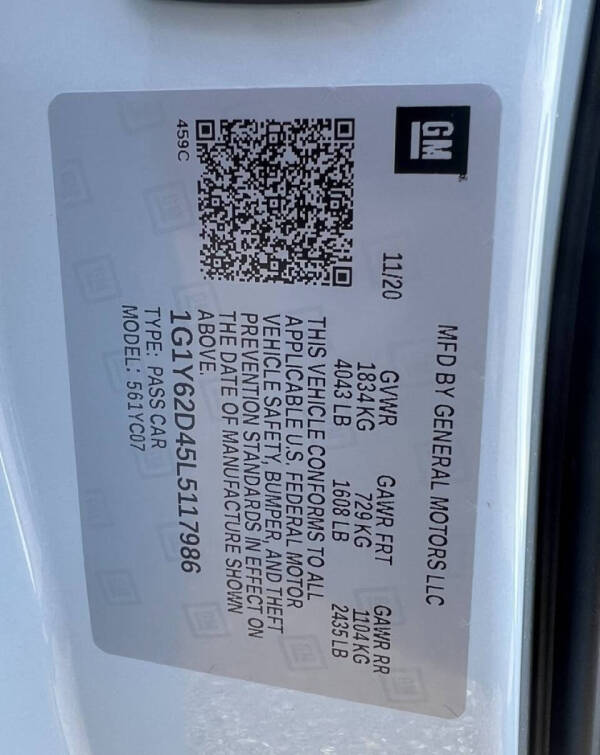 GM
MFD BY GENERAL MOTORS LLC
11/20 GVWR GAWR FRT GAWR RR
1834 KG 729 KG 1104 KG
4043 LB 1608 LB 2435 LB
THIS VEHICLE CONFORMS TO ALL
APPLICABLE U.S. FEDERAL MOTOR
VEHICLE SAFETY, BUMPER, AND THEFT
PREVENTION STANDARDS IN EFFECT ON
THE DATE OF MANUFACTURE SHOWN
ABOVE.
459C
1G1Y62D45L5117986
TYPE: PASS CAR
MODEL: 561YC07